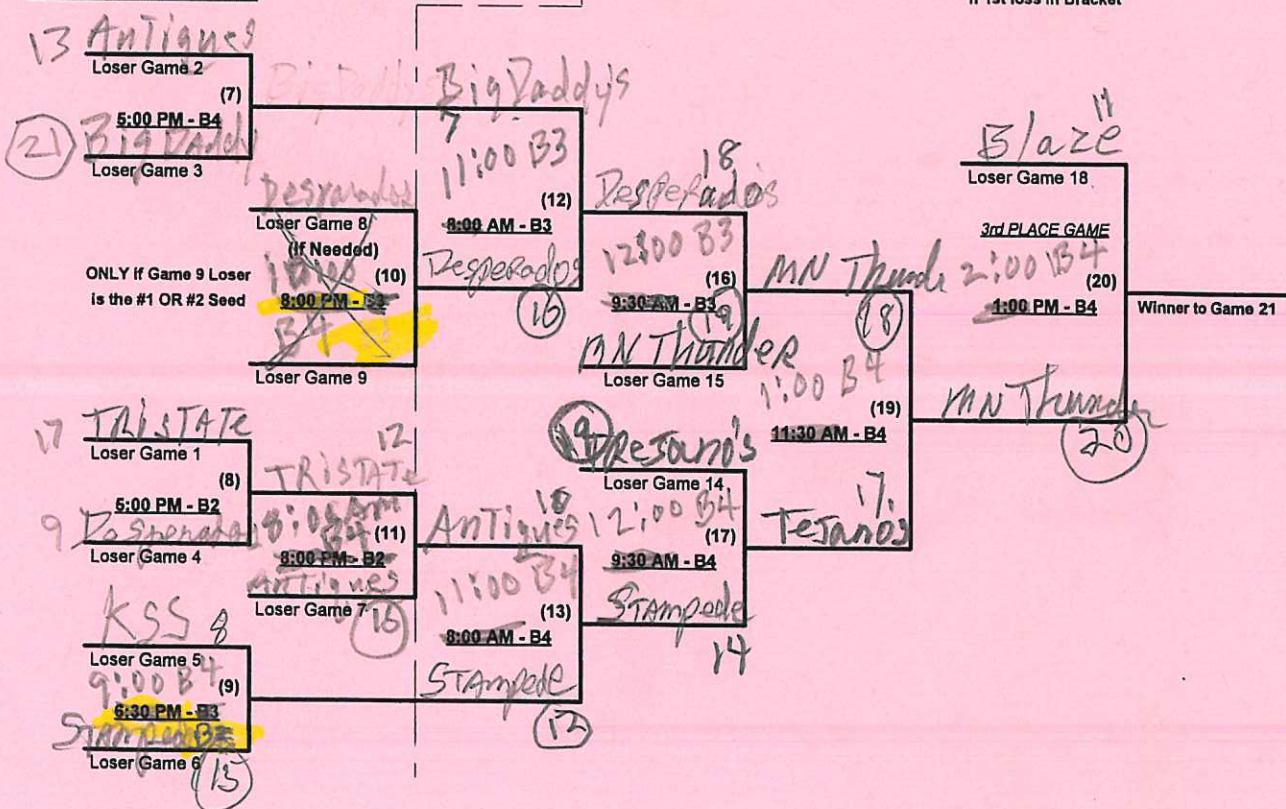 If 1st loss in Bracket
13 AnTiques
Loser Game 2
(7)
5:00 PM - B4
21 Big Daddy
Loser Game 3
Big Daddy's
7
11:00 B3
(12)
8:00 AM - B3
Desperados
16
Desperados
Loser Game 8
(If Needed)
(10)
8:00 PM -
B4
Loser Game 9
ONLY if Game 9 Loser
is the #1 OR #2 Seed
18
Desperados
12:00 B3
(16)
9:30 AM - B3
19
MN Thunder
Loser Game 15
17 TRiSTATe
Loser Game 1
(8)
5:00 PM - B2
9 Desperados
Loser Game 4
12
TRiSTATe
8:00 AM
B4
(11)
8:00 PM - B2
AnTiques
Loser Game 7
KSS 8
Loser Game 5
9:00 B4
(9)
6:30 PM - B3
Stampede
Loser Game 6
15
AnTiques
11:00 B4
(13)
8:00 AM - B4
STAmpede
12
19
Loser Game 14
12:00 B4
(17)
9:30 AM - B4
STAmpede
14
MN Thunde
18
1:00 B4
(19)
11:30 AM - B4
17
TeJanos
Blaze 11
Loser Game 18
3rd PLACE GAME
2:00 B4
(20)
1:00 PM - B4
MN Thunder
20
Winner to Game 21